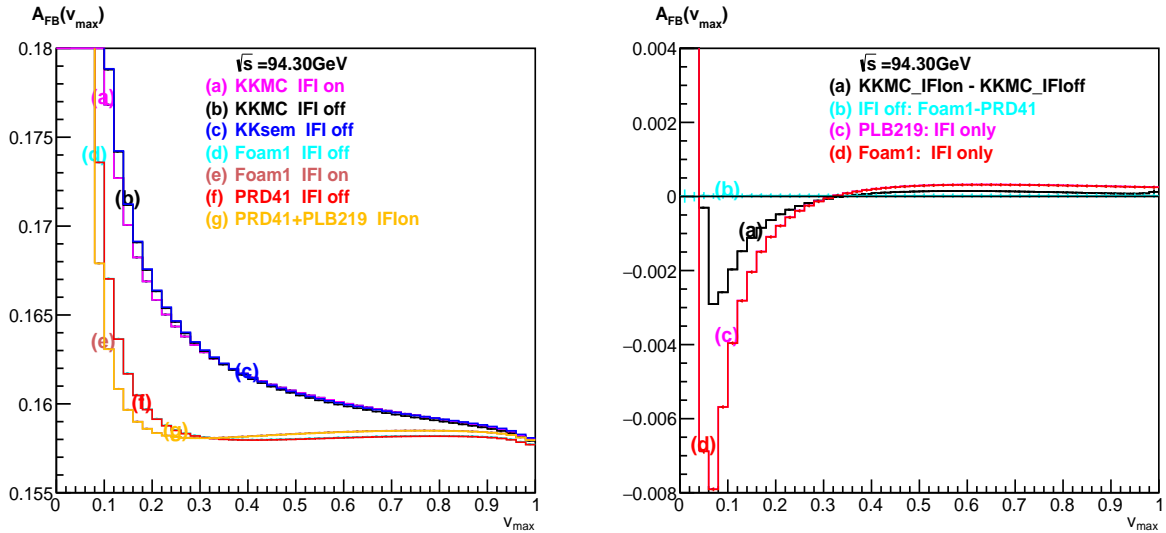 A_FB(v_max)
0.18
0.175
0.17
0.165
0.16
0.155
√s =94.30GeV
(a) KKMC IFI on
(b) KKMC IFI off
(c) KKsem IFI off
(d) Foam1 IFI off
(e) Foam1 IFI on
(f) PRD41 IFI off
(g) PRD41+PLB219 IFIon
(a)
(d)
(b)
(e)
(c)
(f)
(g)
0 0.1 0.2 0.3 0.4 0.5 0.6 0.7 0.8 0.9 1
v_max
A_FB(v_max)
0.004
0.002
0
−0.002
−0.004
−0.006
−0.008
√s =94.30GeV
(a) KKMC_IFIon - KKMC_IFIoff
(b) IFI off: Foam1-PRD41
(c) PLB219: IFI only
(d) Foam1: IFI only
(b)
(a)
(c)
(d)
0 0.1 0.2 0.3 0.4 0.5 0.6 0.7 0.8 0.9 1
v_max